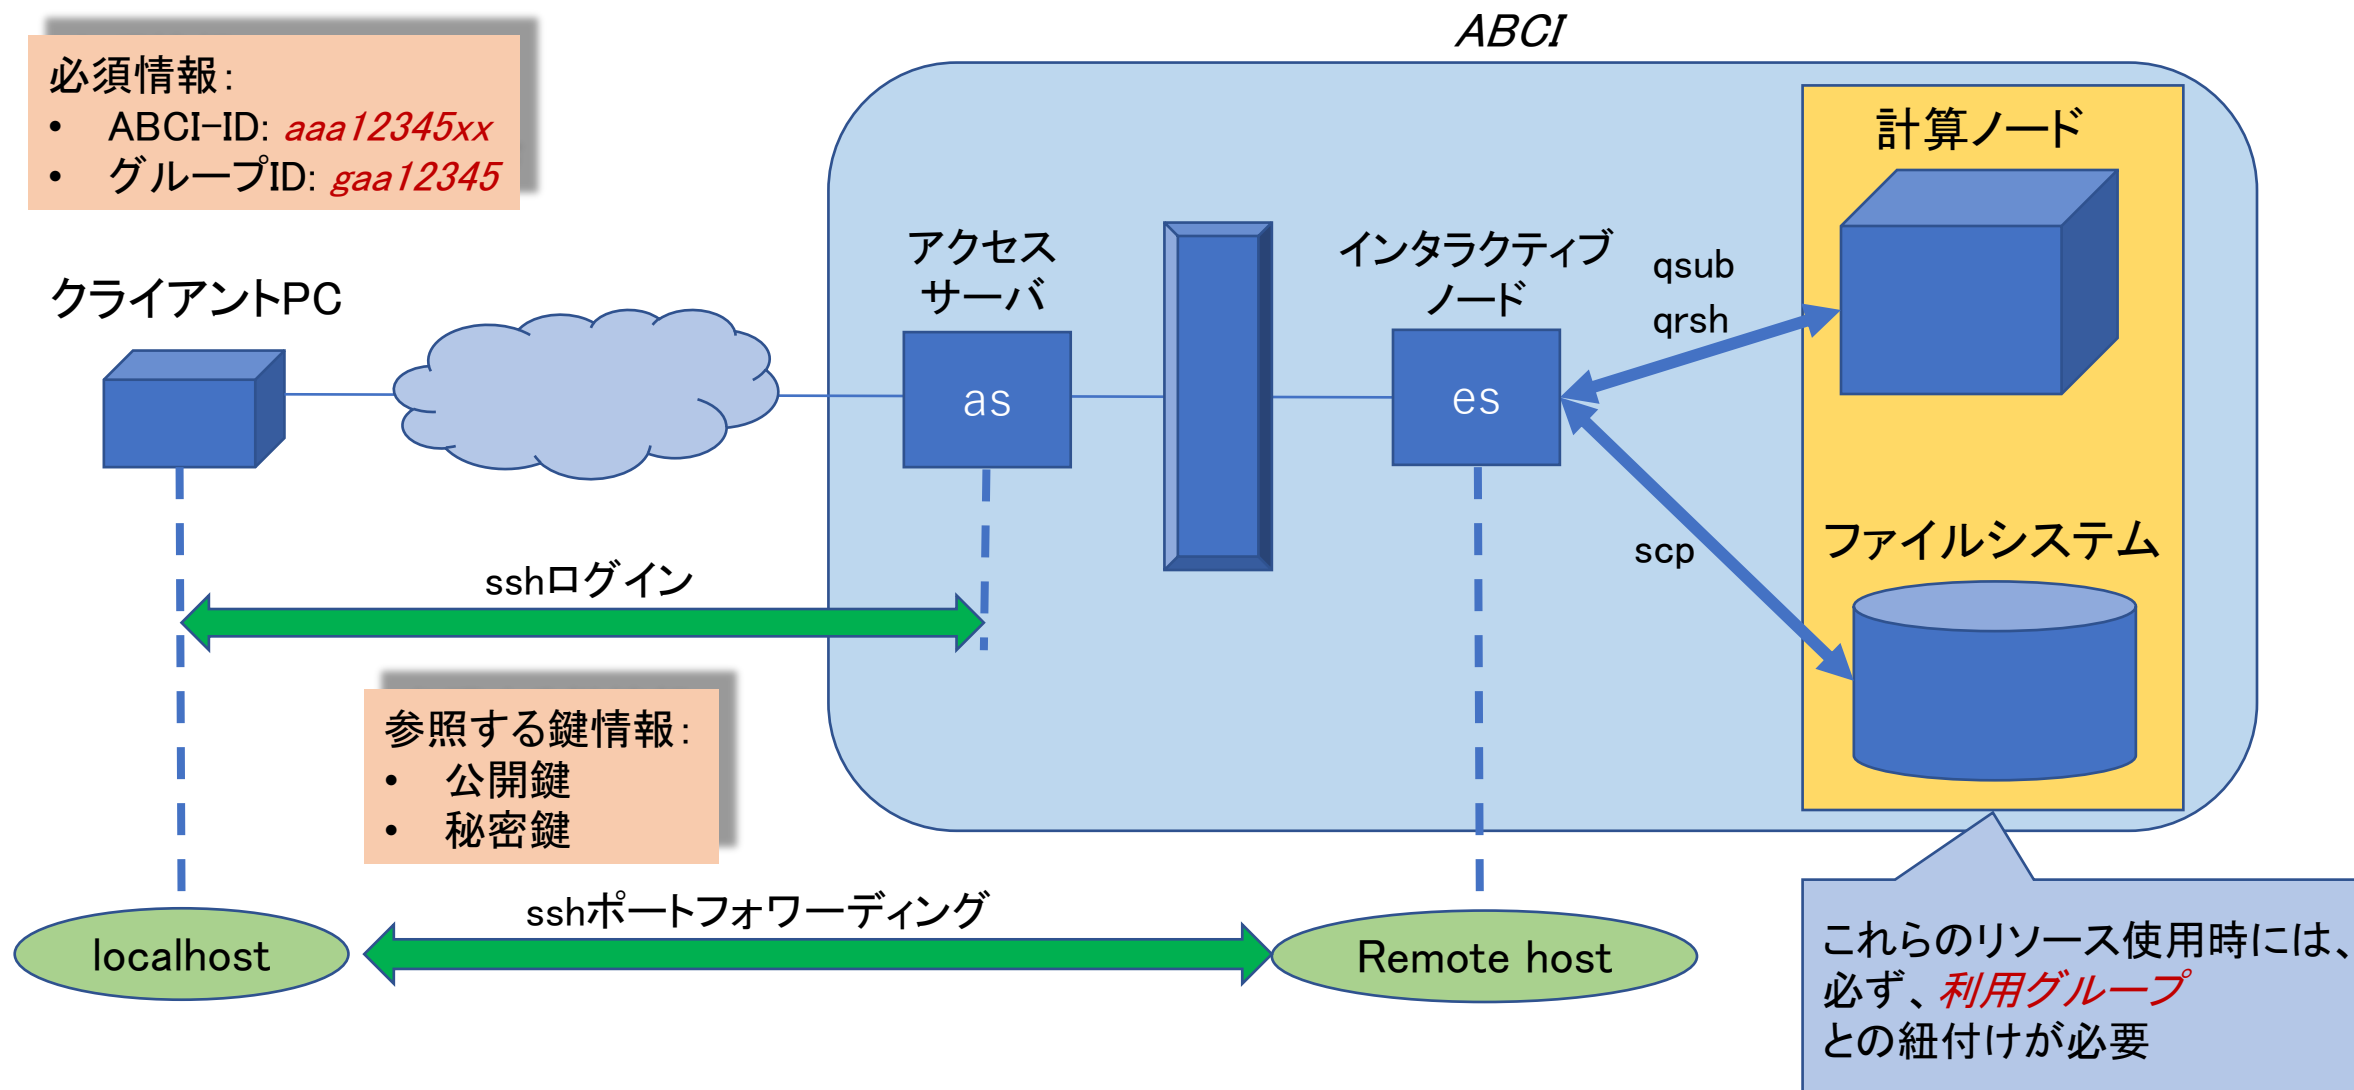 ABCI
必須情報：
• ABCI-ID: aaa12345xx
• グループID: gaa12345
計算ノード
クライアントPC
アクセス
サーバ
インタラクティブ
ノード
qsub
qrsh
as
es
scp
ファイルシステム
sshログイン
参照する鍵情報：
• 公開鍵
• 秘密鍵
sshポートフォワーディング
localhost
Remote host
これらのリソース使用時には、
必ず、利用グループ
との紐付けが必要